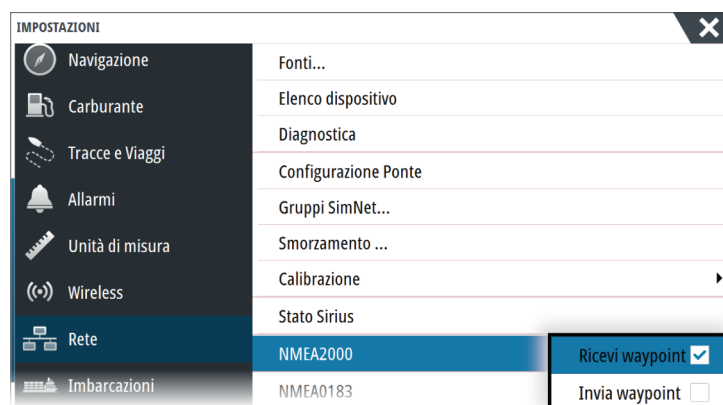 IMPOSTAZIONI
Navigazione
Carburante
Tracce e Viaggi
Allarmi
Unità di misura
Wireless
Rete
Imbarcazioni
Fonti...
Elenco dispositivo
Diagnostica
Configurazione Ponte
Gruppi SimNet...
Smorzamento ...
Calibrazione
Stato Sirius
NMEA2000
NMEA0183
Ricevi waypoint
Invia waypoint